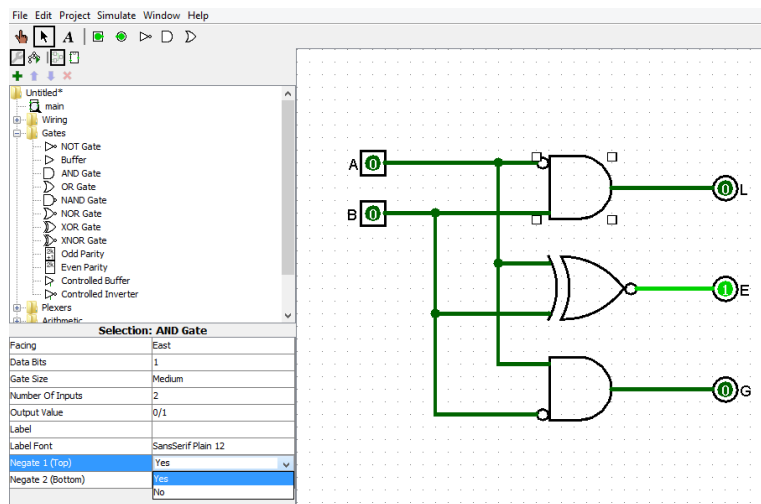 File Edit Project Simulate Window Help
A
Untitled*
main
Wiring
Gates
NOT Gate
Buffer
AND Gate
OR Gate
NAND Gate
NOR Gate
XOR Gate
XNOR Gate
Odd Parity
Even Parity
Controlled Buffer
Controlled Inverter
Plexers
Arithmetic
Selection: AND Gate
Facing East
Data Bits 1
Gate Size Medium
Number Of Inputs 2
Output Value 0/1
Label
Label Font SansSerif Plain 12
Negate 1 (Top) Yes
Negate 2 (Bottom) Yes
No
A 0
0 L
B 0
1 E
0 G